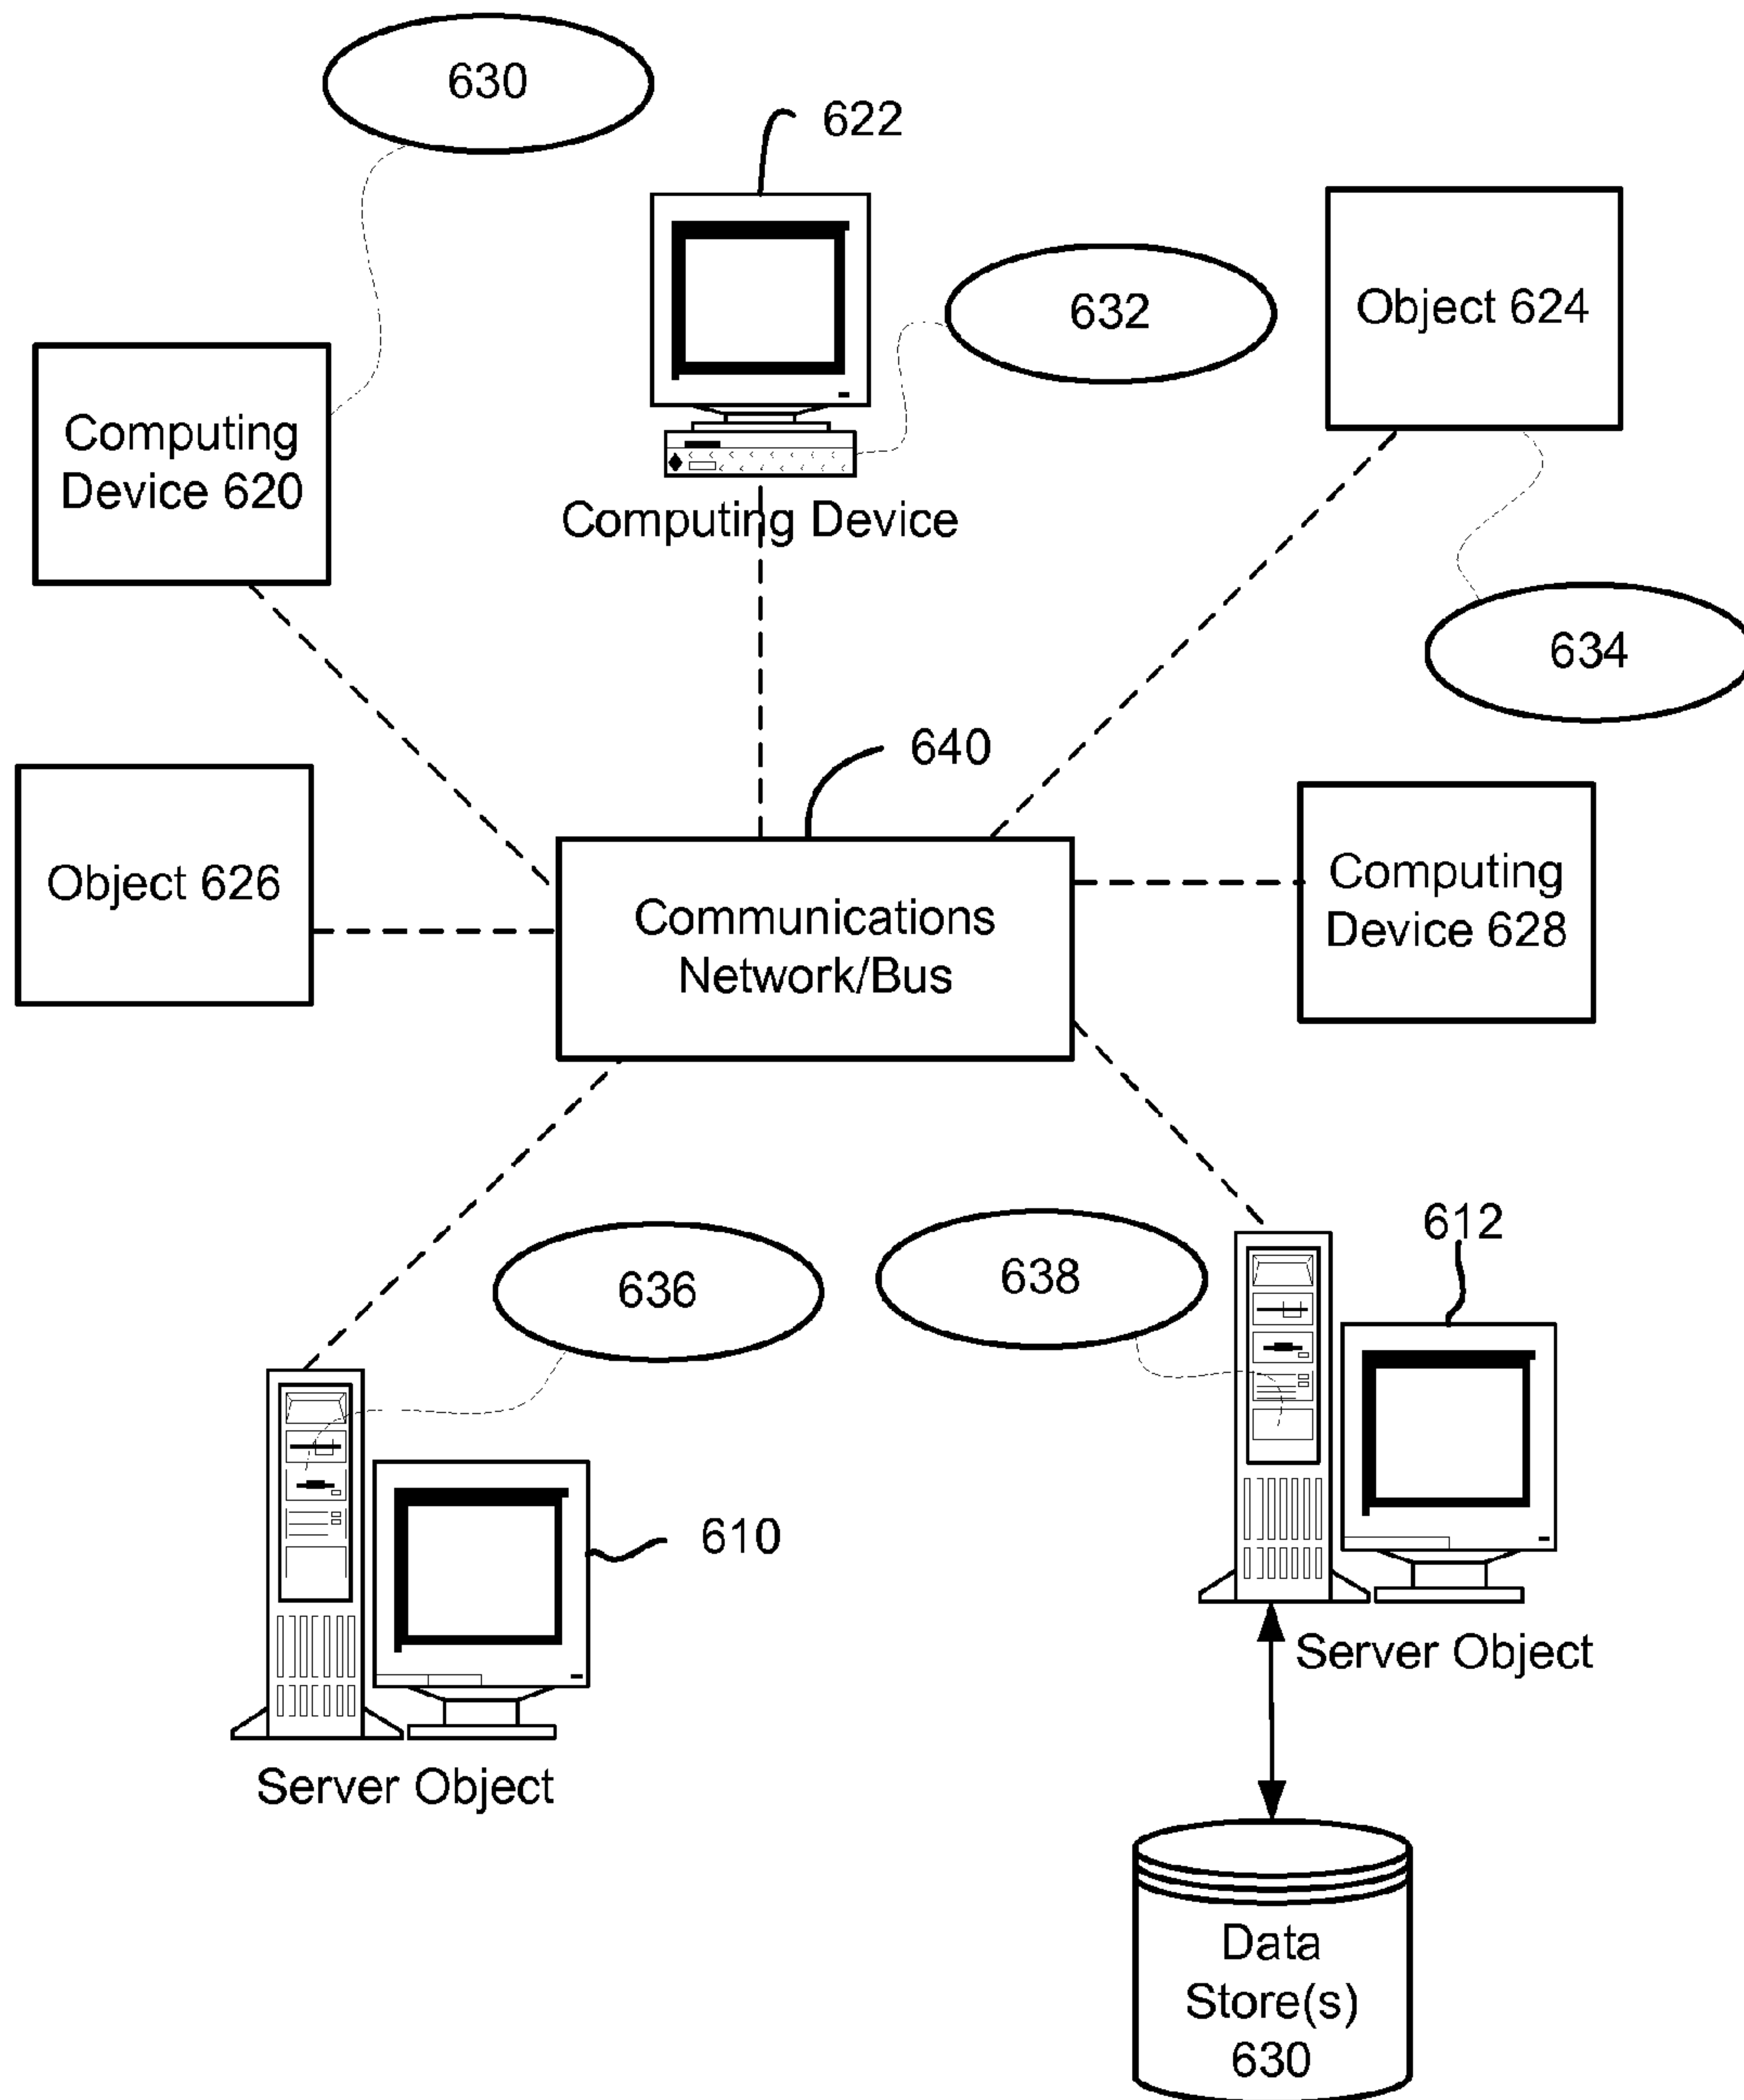 630
622
632
Object 624
Computing
Device 620
Computing Device
634
640
Object 626
Communications
Network/Bus
Computing
Device 628
636
638
612
610
Server Object
Server Object
Data
Store(s)
630